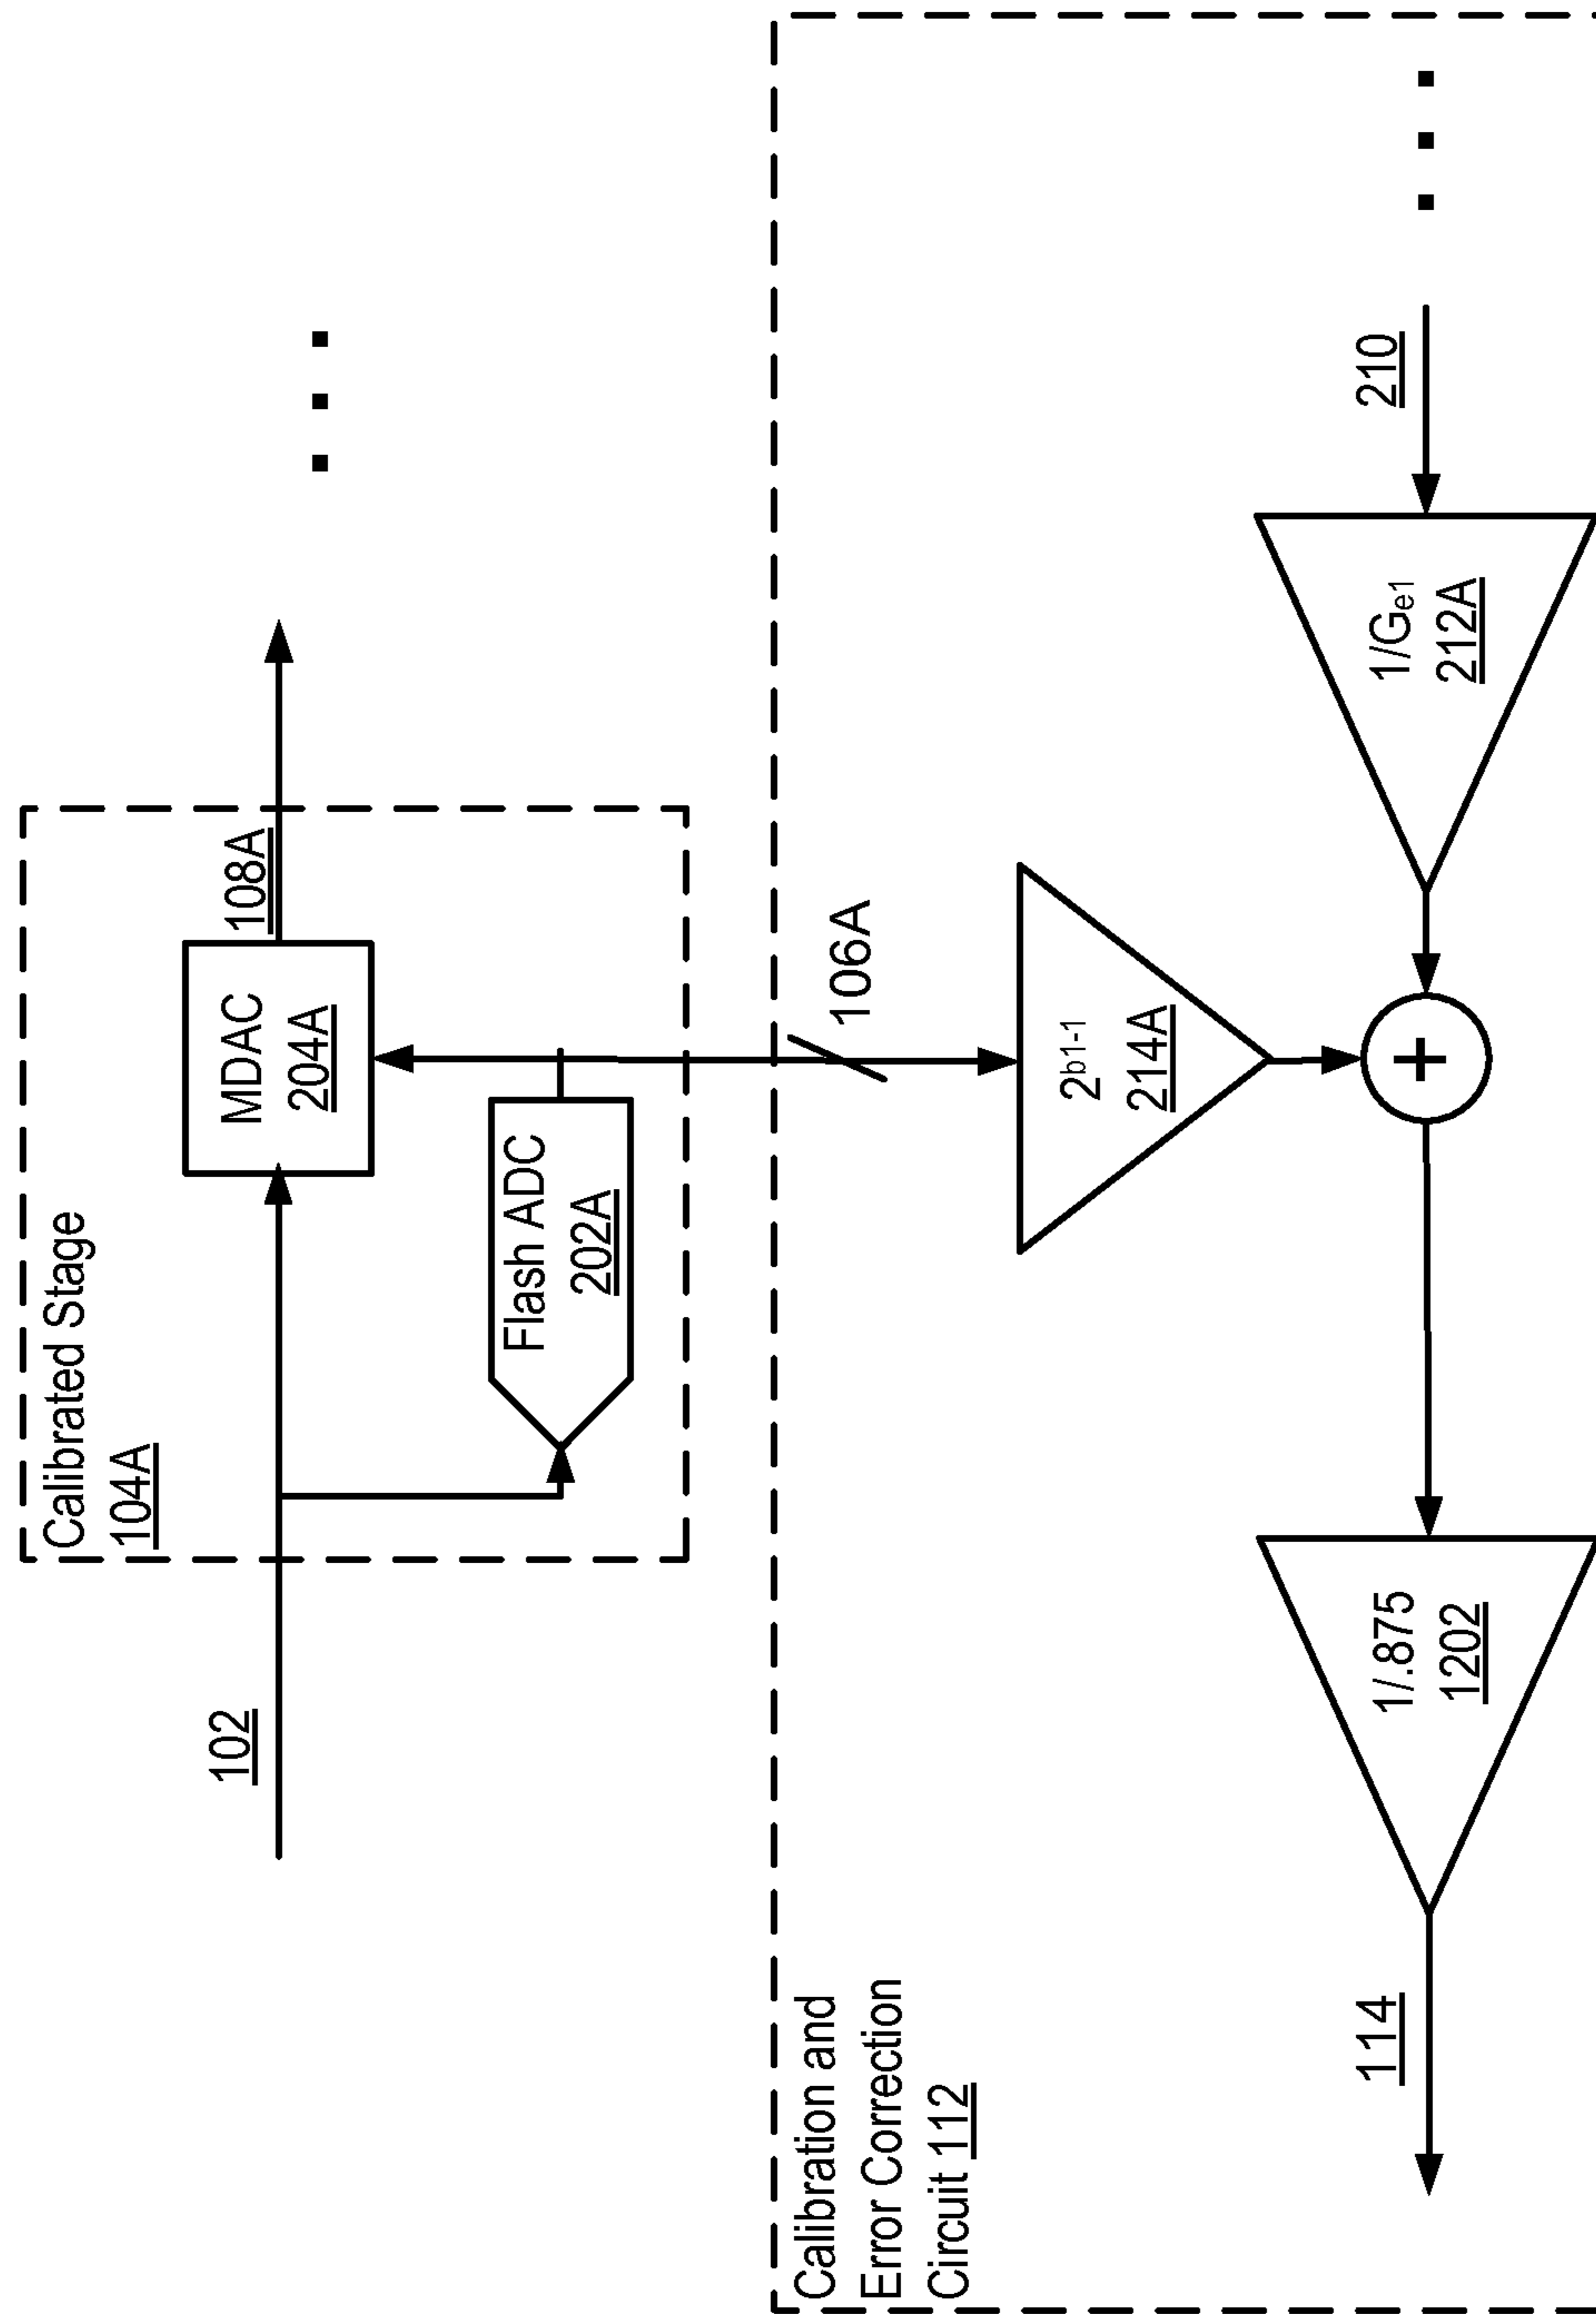 Calibrated Stage
104A
102
MDAC
204A
108A
Flash ADC
202A
106A
Calibration and
Error Correction
Circuit 112
2b1-1
214A
114
1/.875
1202
+
1/Ge1
212A
210